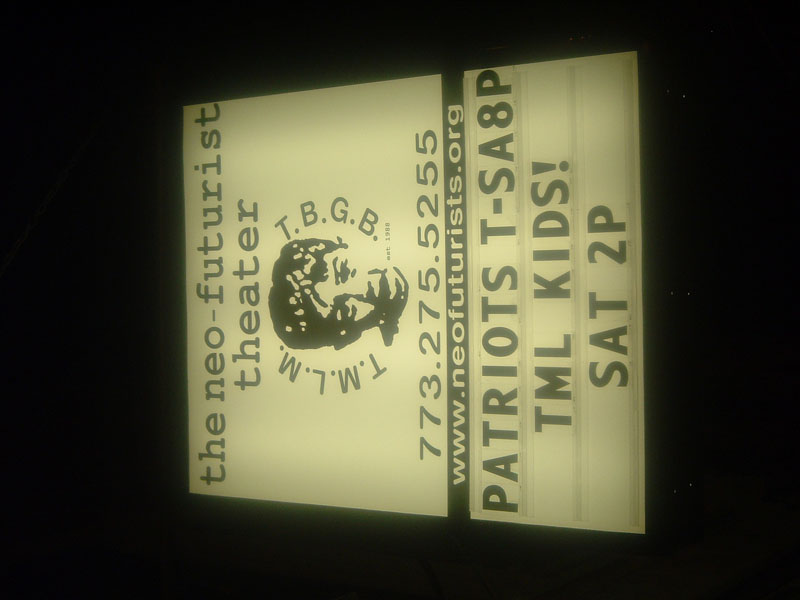 the neo-futurist
theater
T.M.L.M. T.B.G.B.
est 1988
773.275.5255
www.neofuturists.org
PATRIOTS T-SA8P
TML KIDS!
SAT 2P